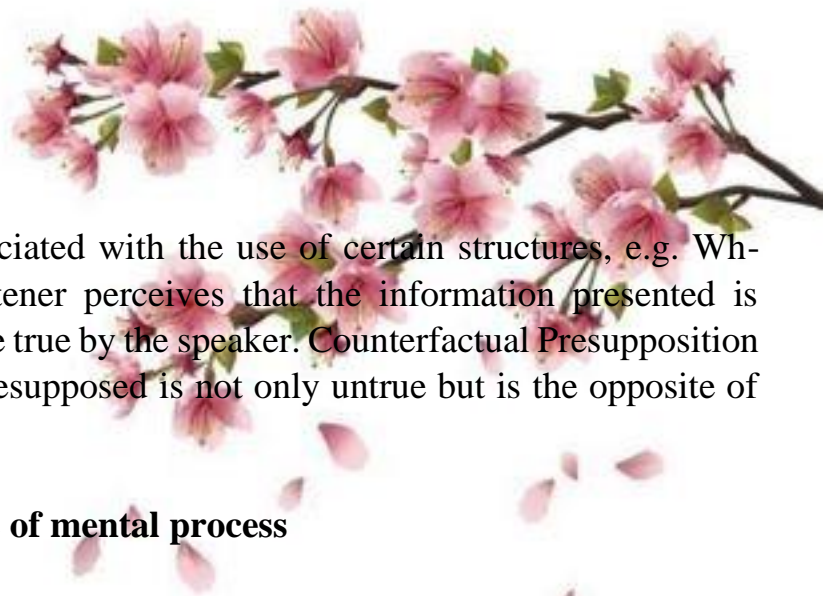 ciated with the use of certain structures, e.g. Wh-
tener perceives that the information presented is
e true by the speaker. Counterfactual Presupposition
esupposed is not only untrue but is the opposite of
of mental process